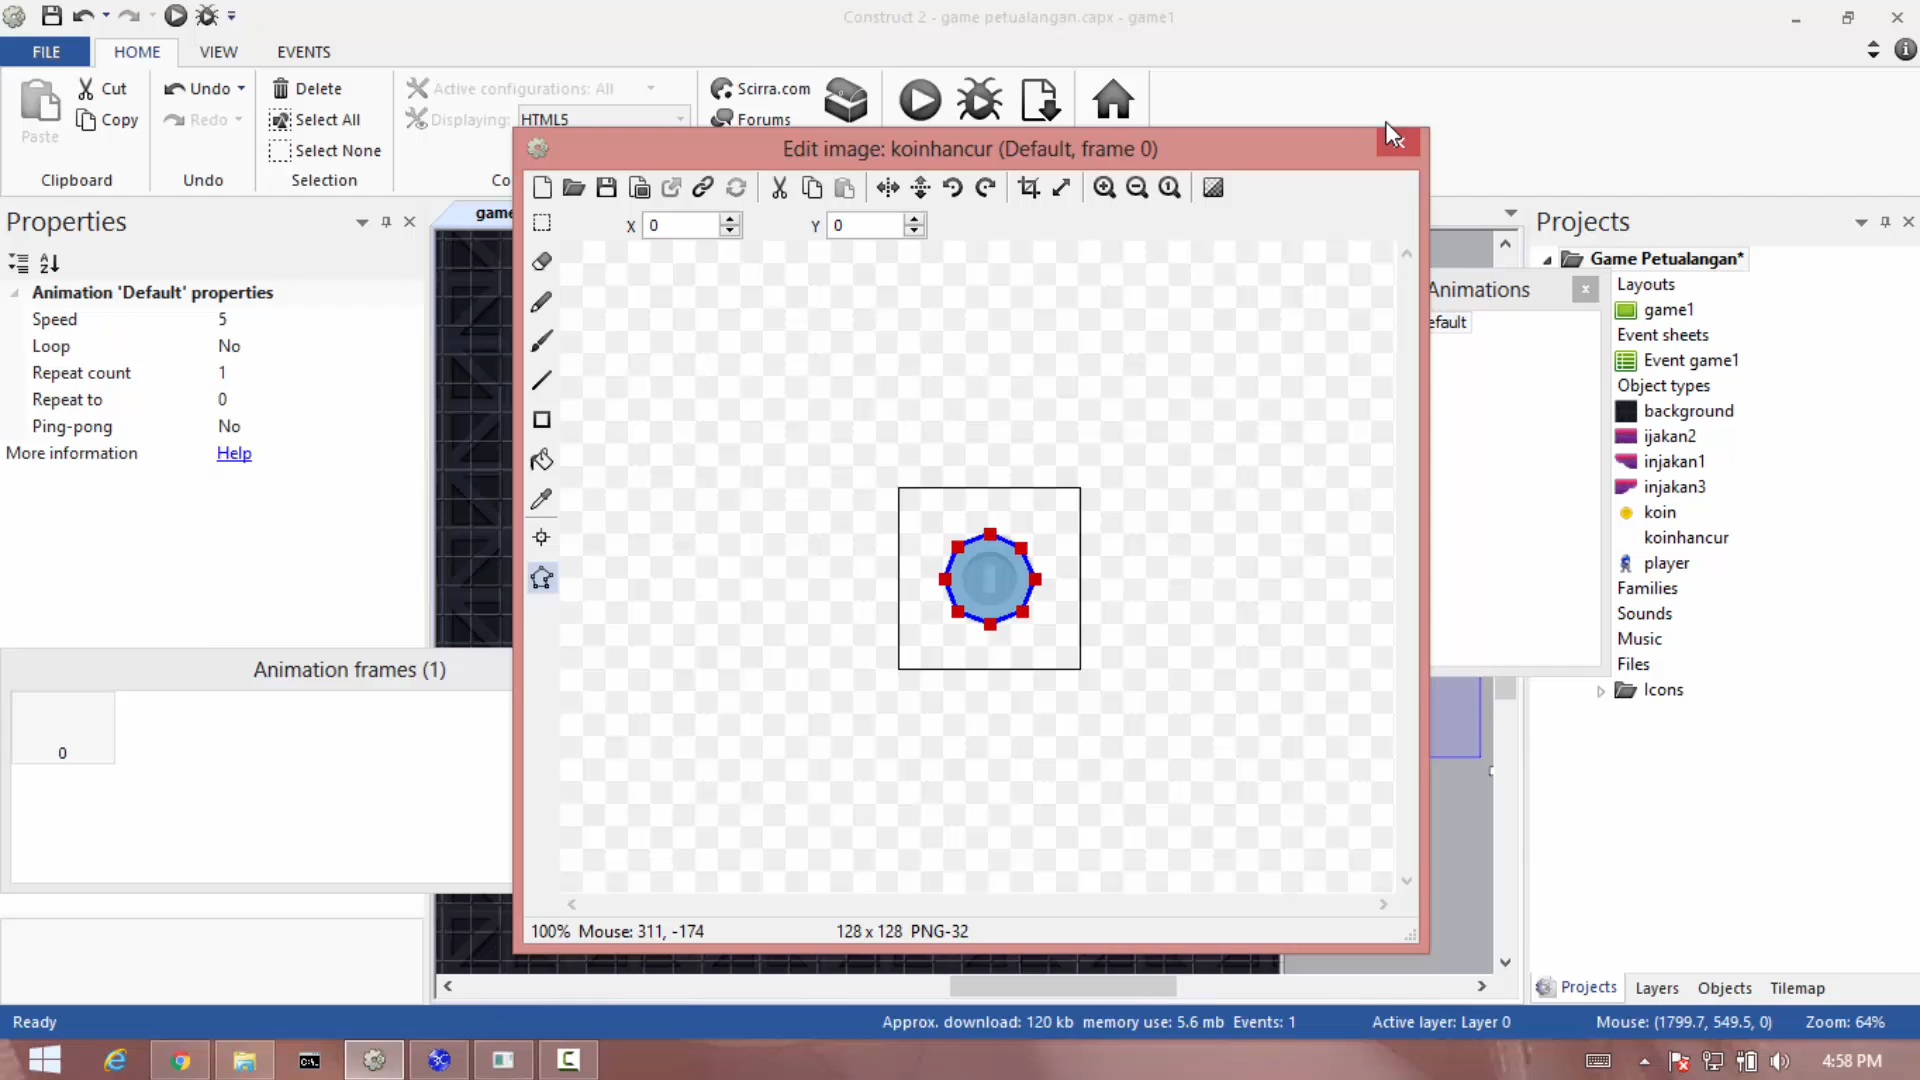 Construct 2 - game petualangan.capx - game1
FILE HOME VIEW EVENTS
Paste Cut Copy
Clipboard
Undo
Redo
Undo
Delete
Select All
Select None
Selection
Active configurations: All
Displaying: HTML5
Co
Scirra.com
Forums
Properties
Animation 'Default' properties
Speed 5
Loop No
Repeat count 1
Repeat to 0
Ping-pong No
More information Help
Animation frames (1)
0
game
Edit image: koinhancur (Default, frame 0)
X 0 Y 0
100% Mouse: 311, -174 128 x 128 PNG-32
Animations
efault
Projects
Game Petualangan*
Layouts
game1
Event sheets
Event game1
Object types
background
ijakan2
injakan1
injakan3
koin
koinhancur
player
Families
Sounds
Music
Files
Icons
Projects Layers Objects Tilemap
Ready Approx. download: 120 kb memory use: 5.6 mb Events: 1 Active layer: Layer 0 Mouse: (1799.7, 549.5, 0) Zoom: 64%
4:58 PM